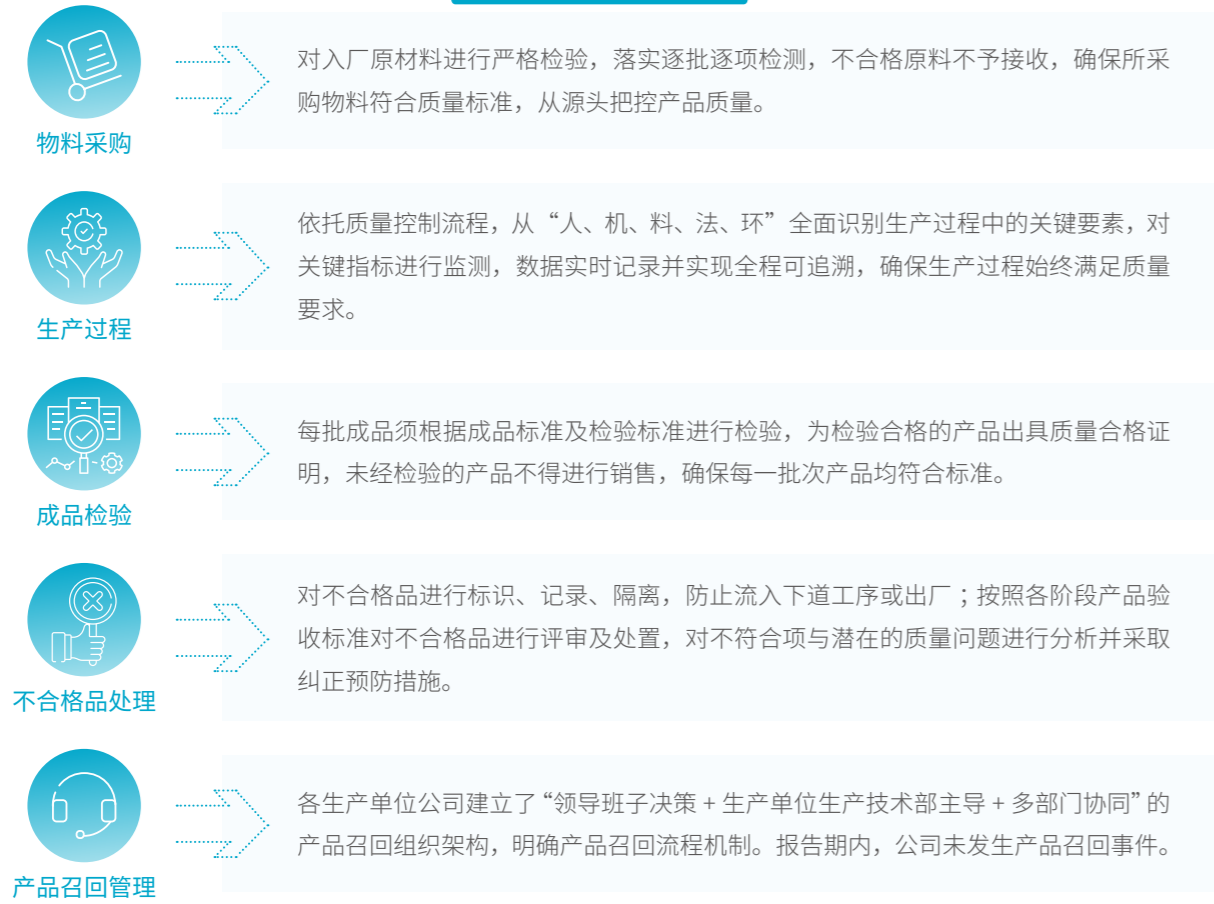 对入厂原材料进行严格检验，落实逐批逐项检测，不合格原料不予接收，确保所采
购物料符合质量标准，从源头把控产品质量。
物料采购
依托质量控制流程，从“人、机、料、法、环”全面识别生产过程中的关键要素，对
关键指标进行监测，数据实时记录并实现全程可追溯，确保生产过程始终满足质量
要求。
生产过程
每批成品须根据成品标准及检验标准进行检验，为检验合格的产品出具质量合格证
明，未经检验的产品不得进行销售，确保每一批次产品均符合标准。
成品检验
对不合格品进行标识、记录、隔离，防止流入下道工序或出厂；按照各阶段产品验
收标准对不合格品进行评审及处置，对不符合项与潜在的质量问题进行分析并采取
纠正预防措施。
不合格品处理
各生产单位公司建立了“领导班子决策 + 生产单位生产技术部主导 + 多部门协同”的
产品召回组织架构，明确产品召回流程机制。报告期内，公司未发生产品召回事件。
产品召回管理